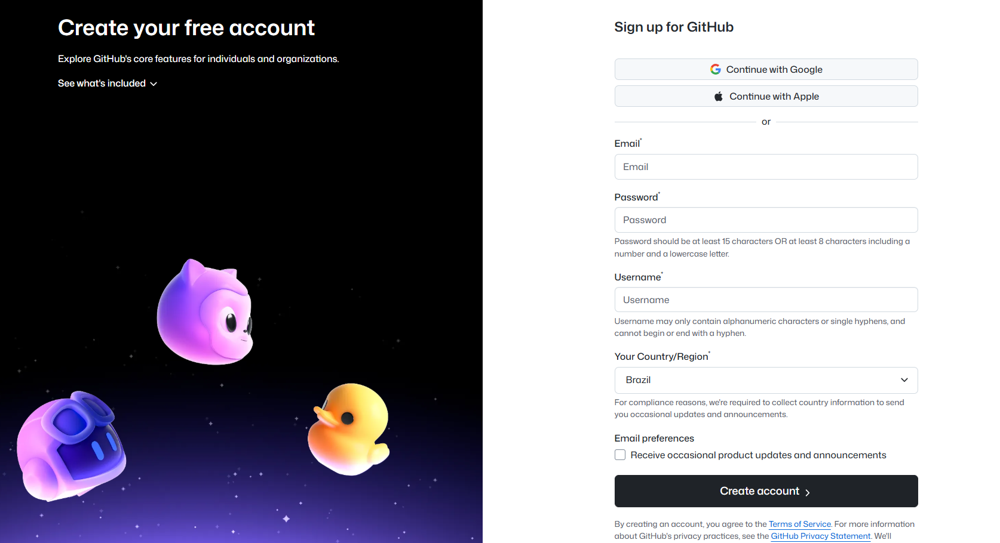 Create your free account
Explore GitHub's core features for individuals and organizations.
See what's included
Sign up for GitHub
Continue with Google
Continue with Apple
or
Email*
Email
Password*
Password
Password should be at least 15 characters OR at least 8 characters including a
number and a lowercase letter.
Username*
Username
Username may only contain alphanumeric characters or single hyphens, and
cannot begin or end with a hyphen.
Your Country/Region*
Brazil
For compliance reasons, we're required to collect country information to send
you occasional updates and announcements.
Email preferences
Receive occasional product updates and announcements
Create account
By creating an account, you agree to the Terms of Service. For more information
about GitHub's privacy practices, see the GitHub Privacy Statement. We'll